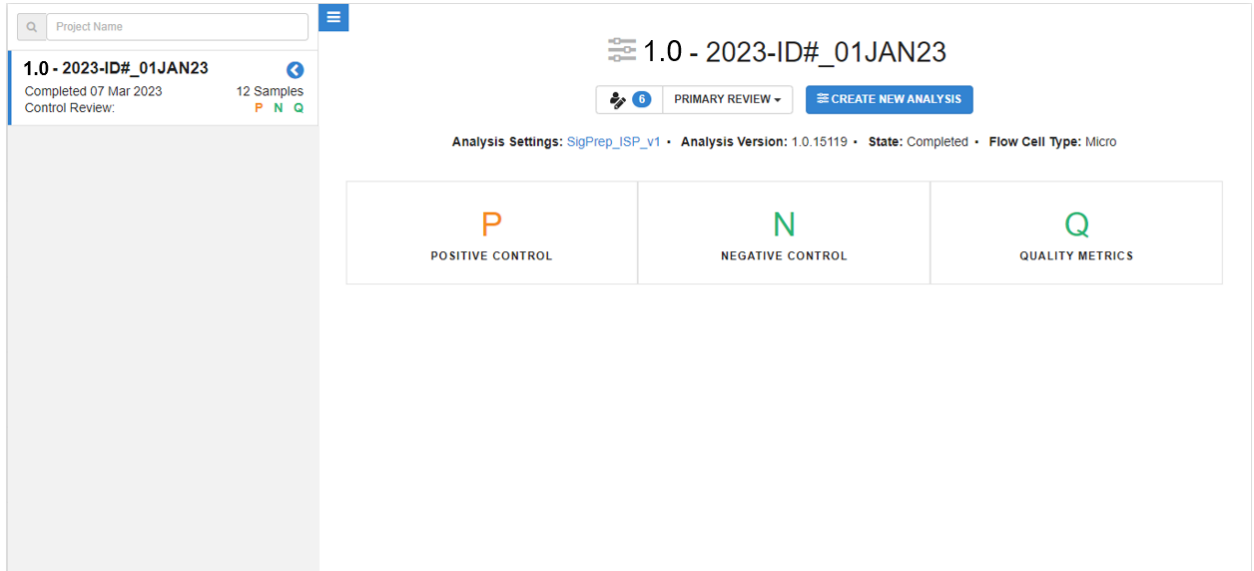 Project Name
1.0 - 2023-ID#_01JAN23
Completed 07 Mar 2023 12 Samples
Control Review: P N Q
1.0 - 2023-ID#_01JAN23
6 PRIMARY REVIEW CREATE NEW ANALYSIS
Analysis Settings: SigPrep_ISP_v1 • Analysis Version: 1.0.15119 • State: Completed • Flow Cell Type: Micro
P N Q
POSITIVE CONTROL NEGATIVE CONTROL QUALITY METRICS